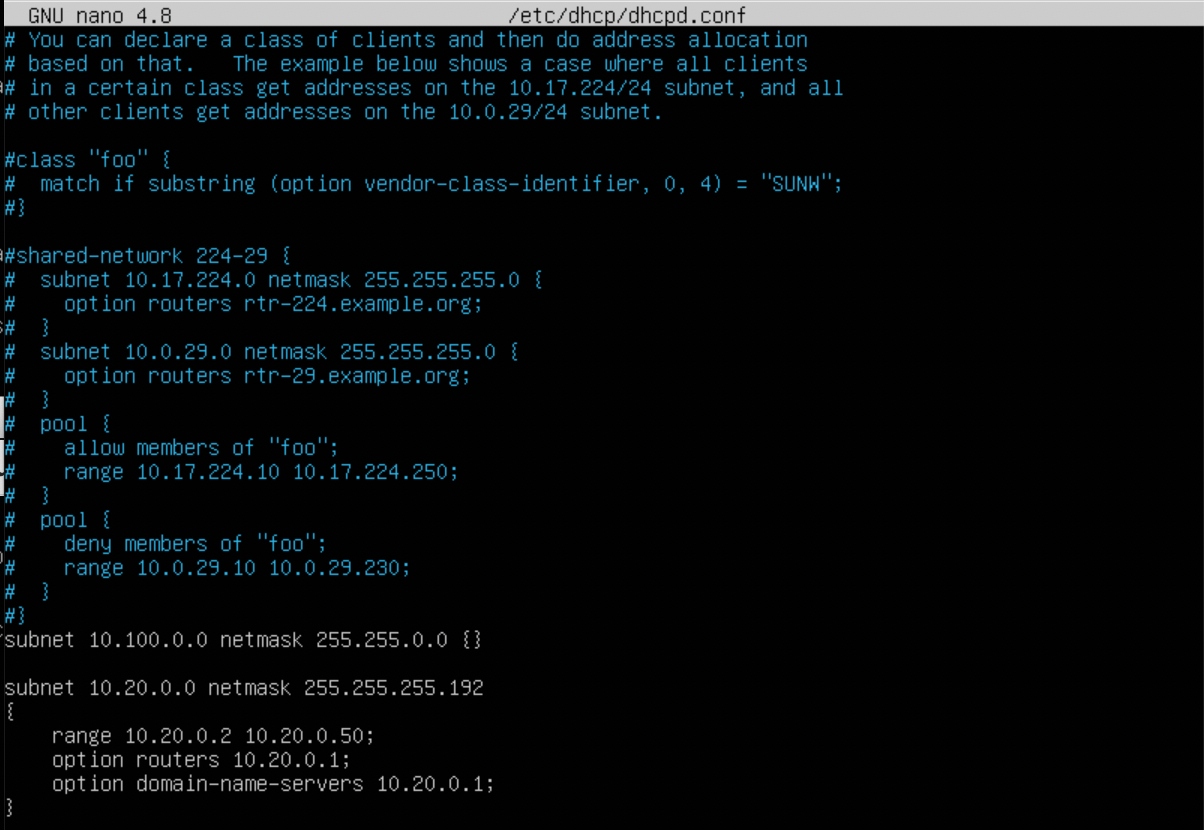 GNU nano 4.8 /etc/dhcp/dhcpd.conf
# You can declare a class of clients and then do address allocation
# based on that.   The example below shows a case where all clients
# in a certain class get addresses on the 10.17.224/24 subnet, and all
# other clients get addresses on the 10.0.29/24 subnet.

#class "foo" {
#  match if substring (option vendor-class-identifier, 0, 4) = "SUNW";
#}

#shared-network 224-29 {
#  subnet 10.17.224.0 netmask 255.255.255.0 {
#    option routers rtr-224.example.org;
#  }
#  subnet 10.0.29.0 netmask 255.255.255.0 {
#    option routers rtr-29.example.org;
#  }
#  pool {
#    allow members of "foo";
#    range 10.17.224.10 10.17.224.250;
#  }
#  pool {
#    deny members of "foo";
#    range 10.0.29.10 10.0.29.230;
#  }
#}
subnet 10.100.0.0 netmask 255.255.0.0 {}

subnet 10.20.0.0 netmask 255.255.255.192
{
    range 10.20.0.2 10.20.0.50;
    option routers 10.20.0.1;
    option domain-name-servers 10.20.0.1;
}